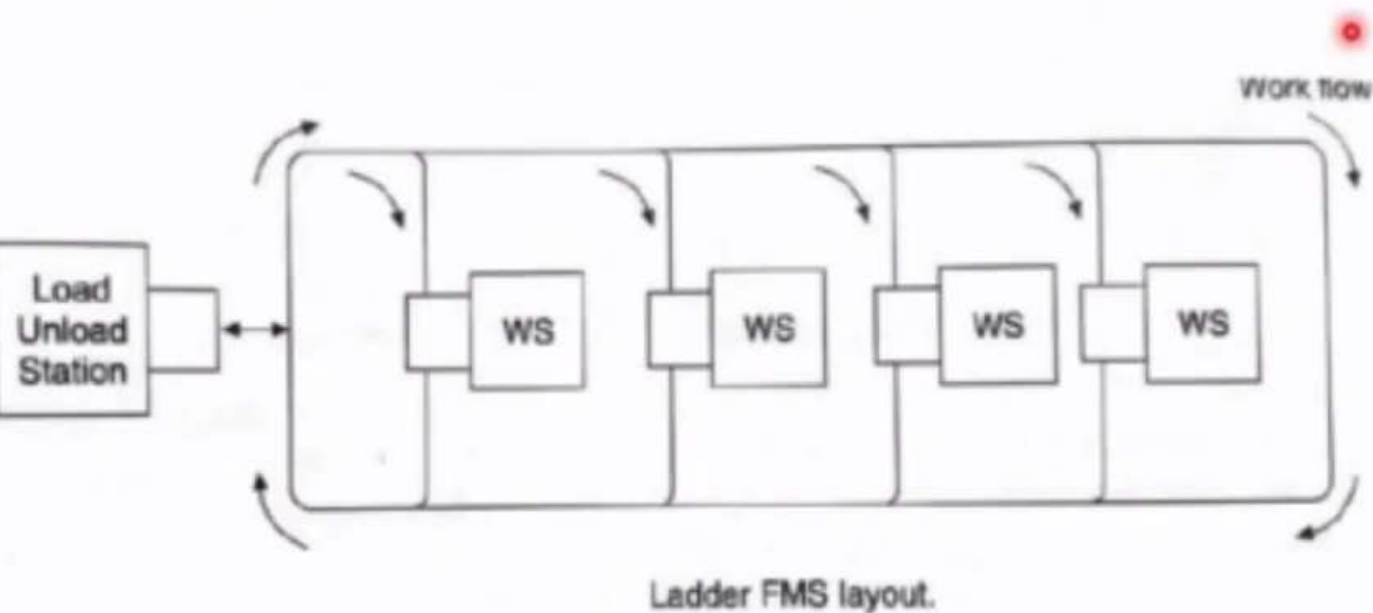 Work flow
Load
Unload
Station
WS
WS
WS
WS
Ladder FMS layout.